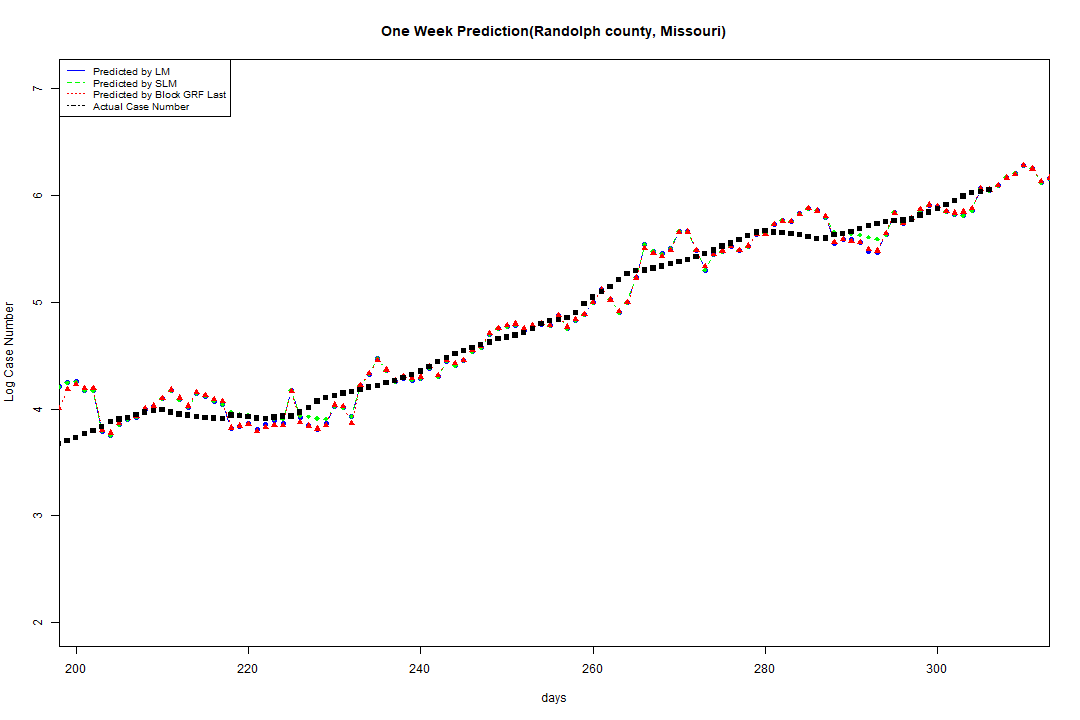 One Week Prediction(Randolph county, Missouri)
Predicted by LM
Predicted by SLM
Predicted by Block GRF Last
Actual Case Number
7
6
5
4
3
2
Log Case Number
200 220 240 260 280 300
days